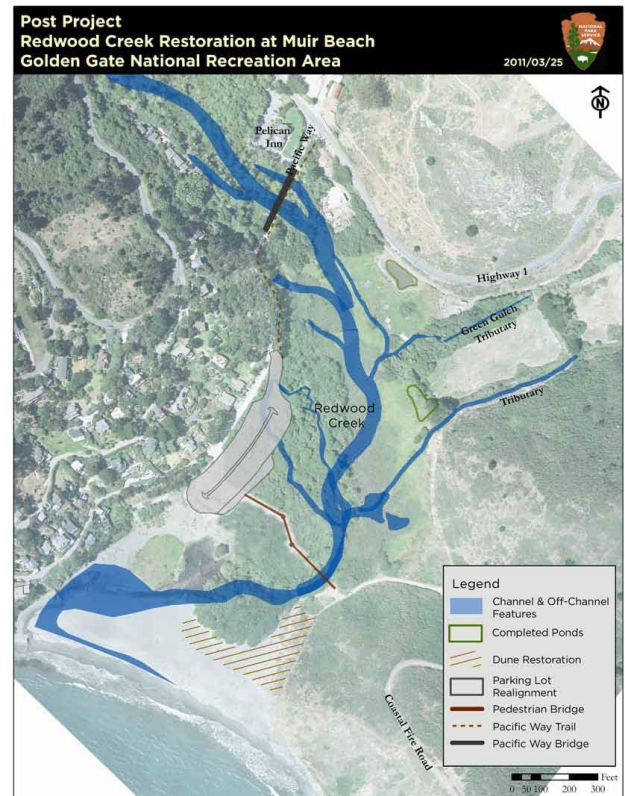 Post Project
Redwood Creek Restoration at Muir Beach
Golden Gate National Recreation Area
2011/03/25
NATIONAL
PARK
SERVICE
N
Pelican
Inn
Pacific Way
Highway 1
Green Gulch
Tributary
Tributary
Redwood
Creek
Coastal Fire Road
Legend
Channel & Off-Channel
Features
Completed Ponds
Dune Restoration
Parking Lot
Realignment
Pedestrian Bridge
Pacific Way Trail
Pacific Way Bridge
Feet
0 50 100 200 300